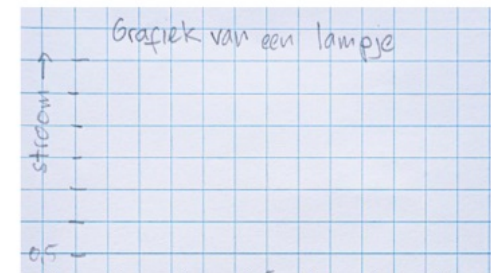 Grafiek van een lampje
stroom →
0,5